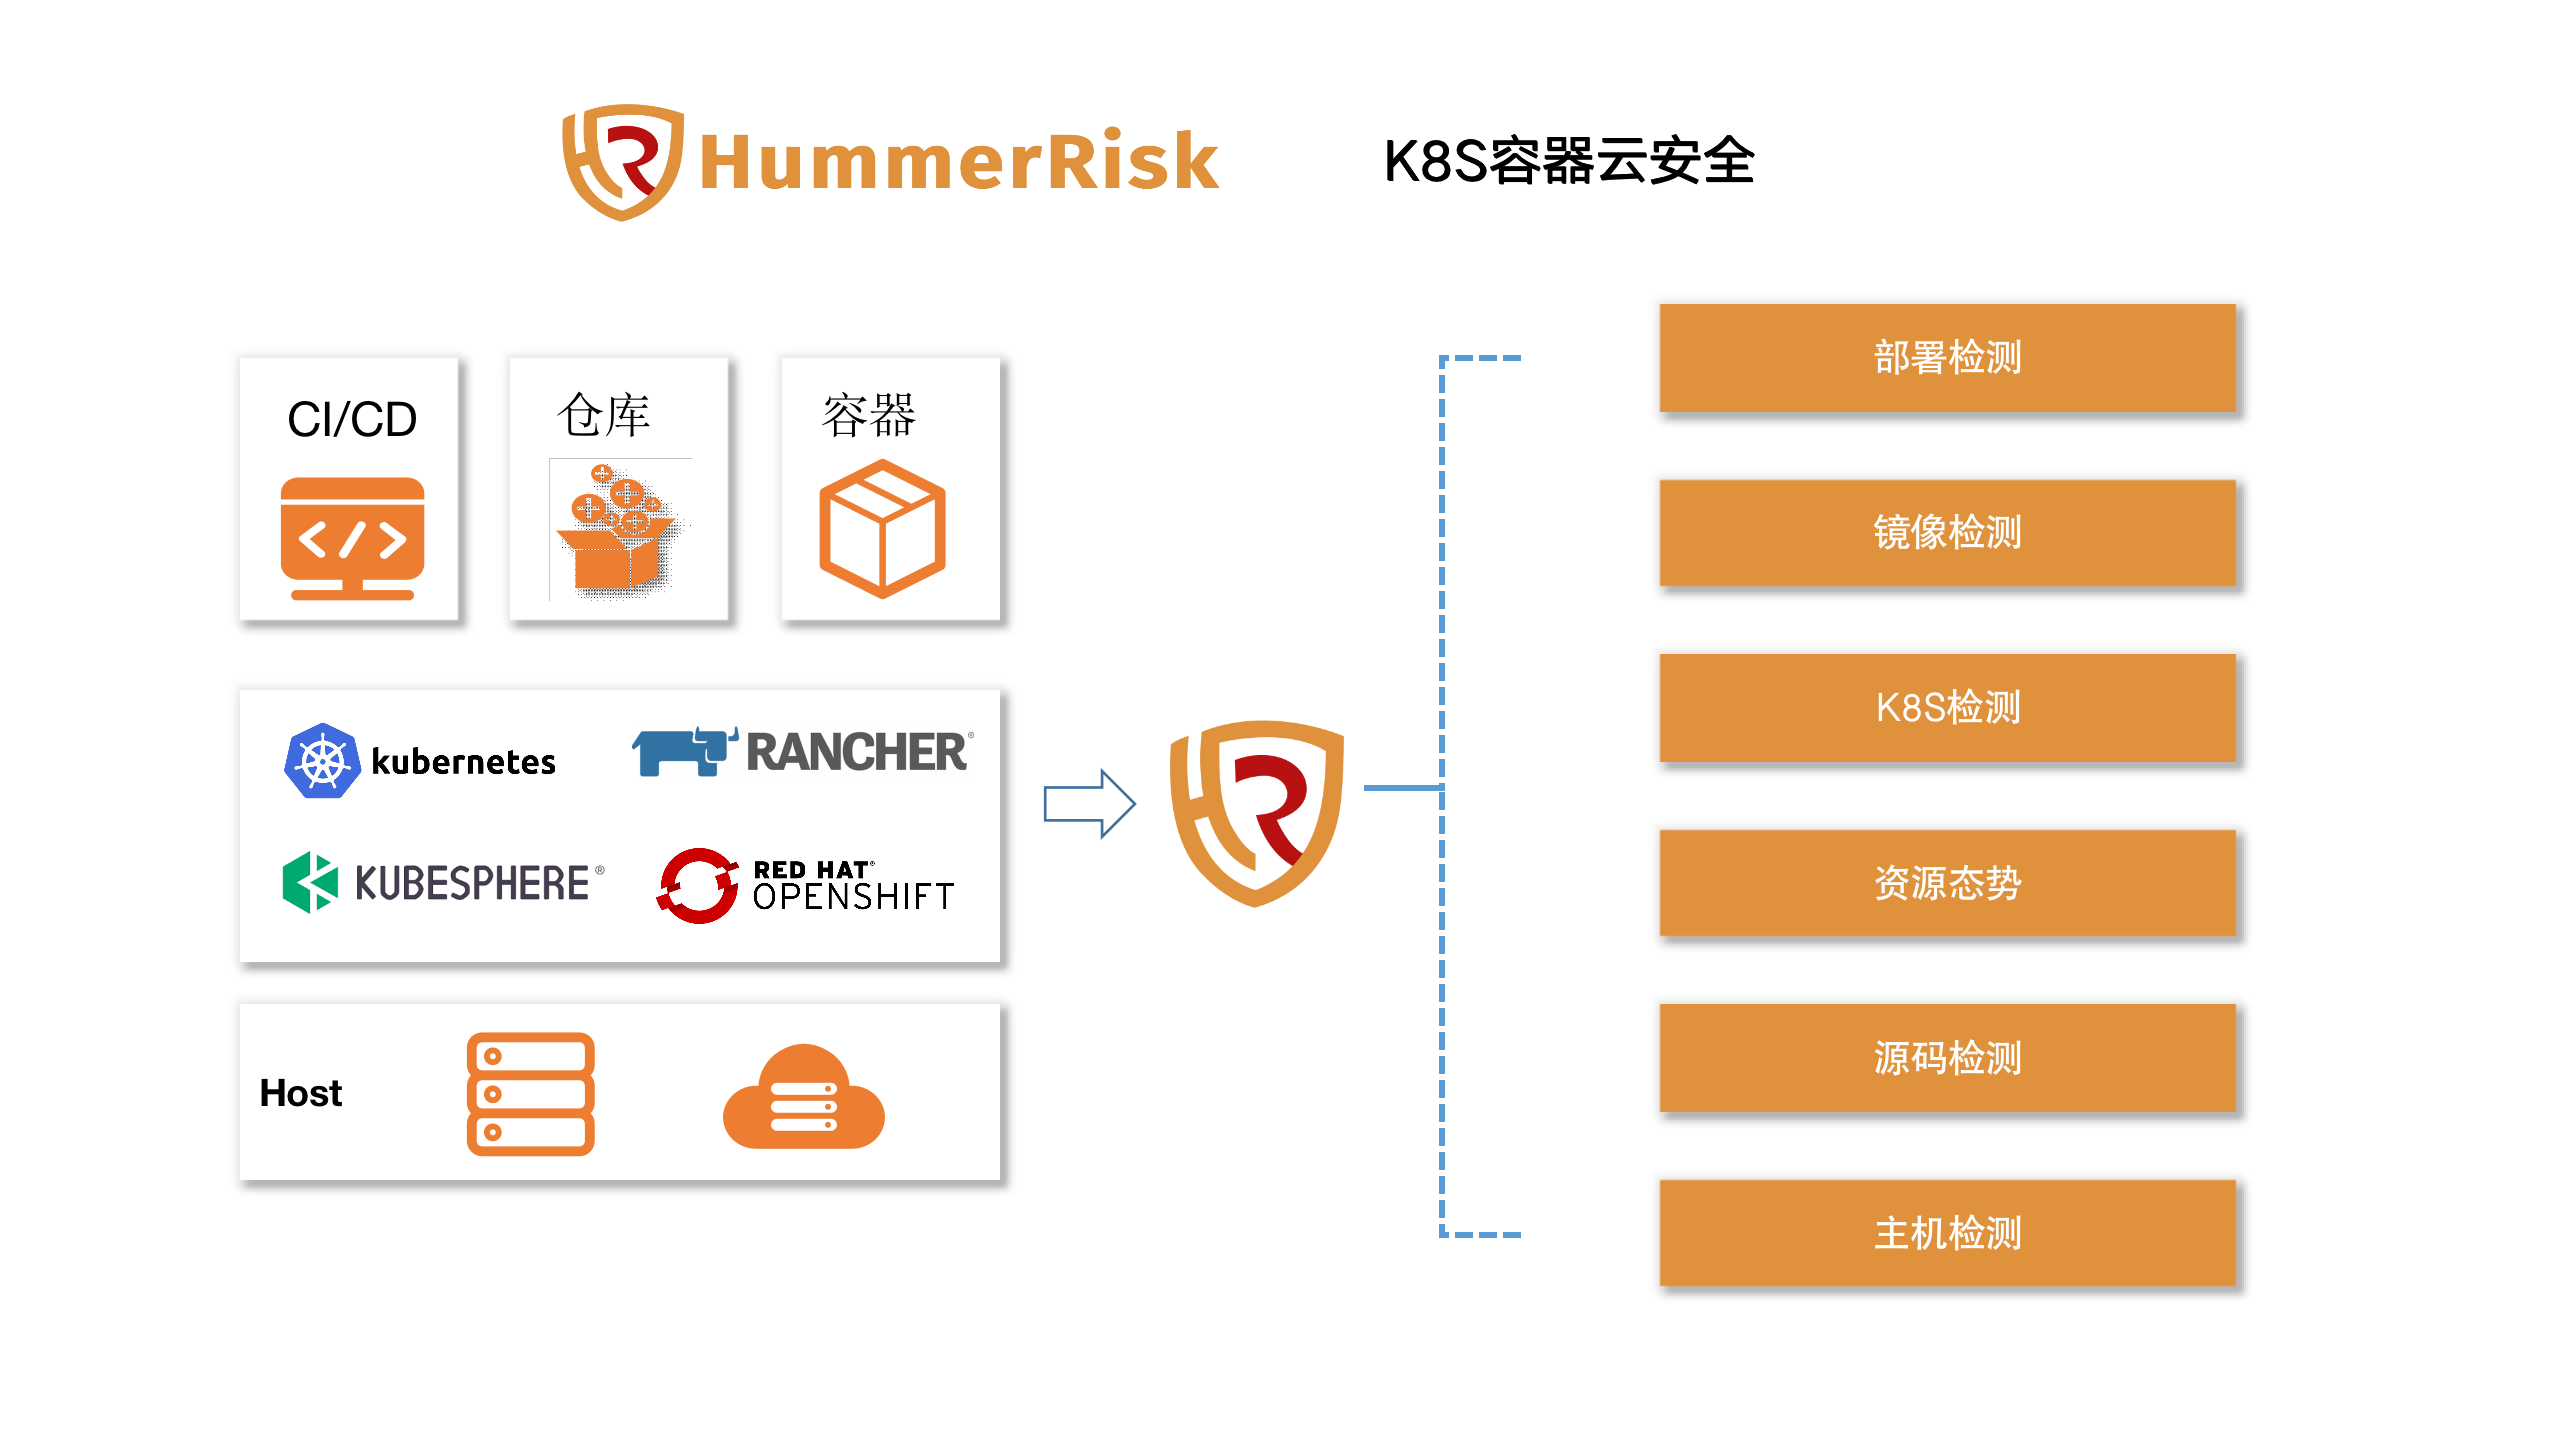 HummerRisk
K8S容器云安全
CI/CD
仓库
容器
kubernetes
RANCHER®
KUBESPHERE®
RED HAT®
OPENSHIFT
Host
部署检测
镜像检测
K8S检测
资源态势
源码检测
主机检测